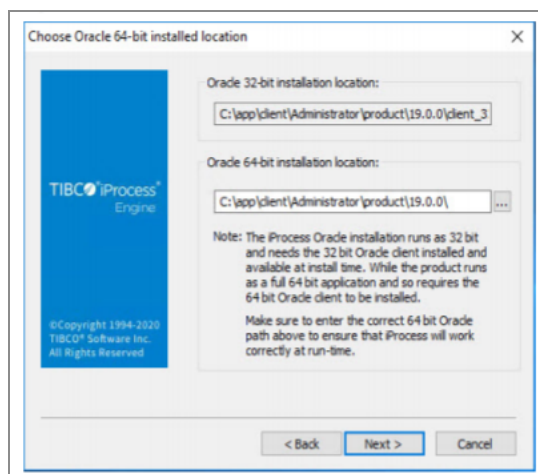 Choose Oracle 64-bit installed location
Oracle 32-bit installation location:
C:\app\client\Administrator\product\19.0.0\client_3
Oracle 64-bit installation location:
C:\app\client\Administrator\product\19.0.0\
...
TIBCO® iProcess®
Engine
Note: The iProcess Oracle installation runs as 32 bit
and needs the 32 bit Oracle client installed and
available at install time. While the product runs
as a full 64 bit application and so requires the
64 bit Oracle client to be installed.
Make sure to enter the correct 64 bit Oracle
path above to ensure that iProcess will work
correctly at run-time.
©Copyright 1994-2020
TIBCO® Software Inc.
All Rights Reserved
< Back
Next >
Cancel